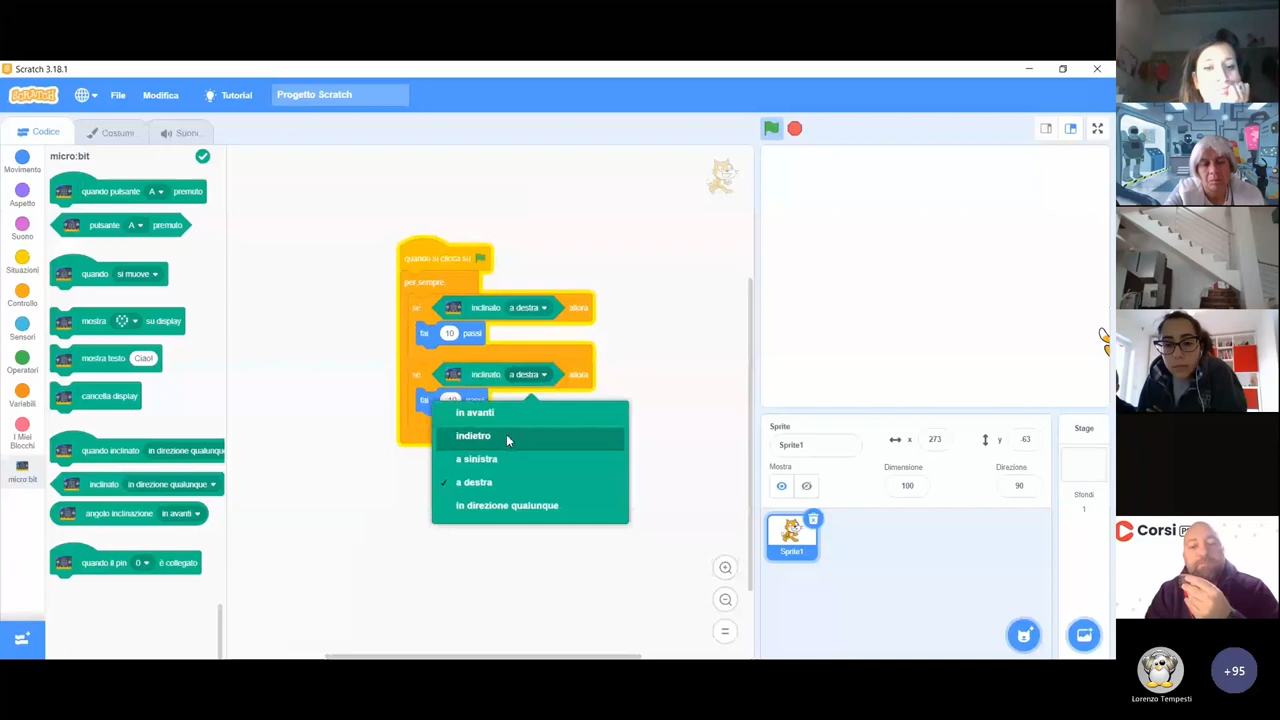 Scratch 3.18.1
SCRATCH
File
Modifica
Tutorial
Progetto Scratch
Codice
Costumi
Suoni
Movimento
Aspetto
Suono
Situazioni
Controllo
Sensori
Operatori
Variabili
I Miei Blocchi
micro:bit
micro:bit
quando pulsante A premuto
pulsante A premuto
quando si muove
mostra su display
mostra testo Ciao!
cancella display
quando inclinato in direzione qualunque
inclinato in direzione qualunque
angolo inclinazione in avanti
quando il pin 0 è collegato
quando si clicca su
per sempre
se inclinato a destra allora
fai 10 passi
se inclinato a destra allora
fai -10 passi
in avanti
indietro
a sinistra
✓ a destra
in direzione qualunque
Sprite
Sprite1
x 273
y -63
Mostra
Dimensione
100
Direzione
90
Sprite1
Stage
Sfondi
1
Corsi
Lorenzo Tempesti
+95